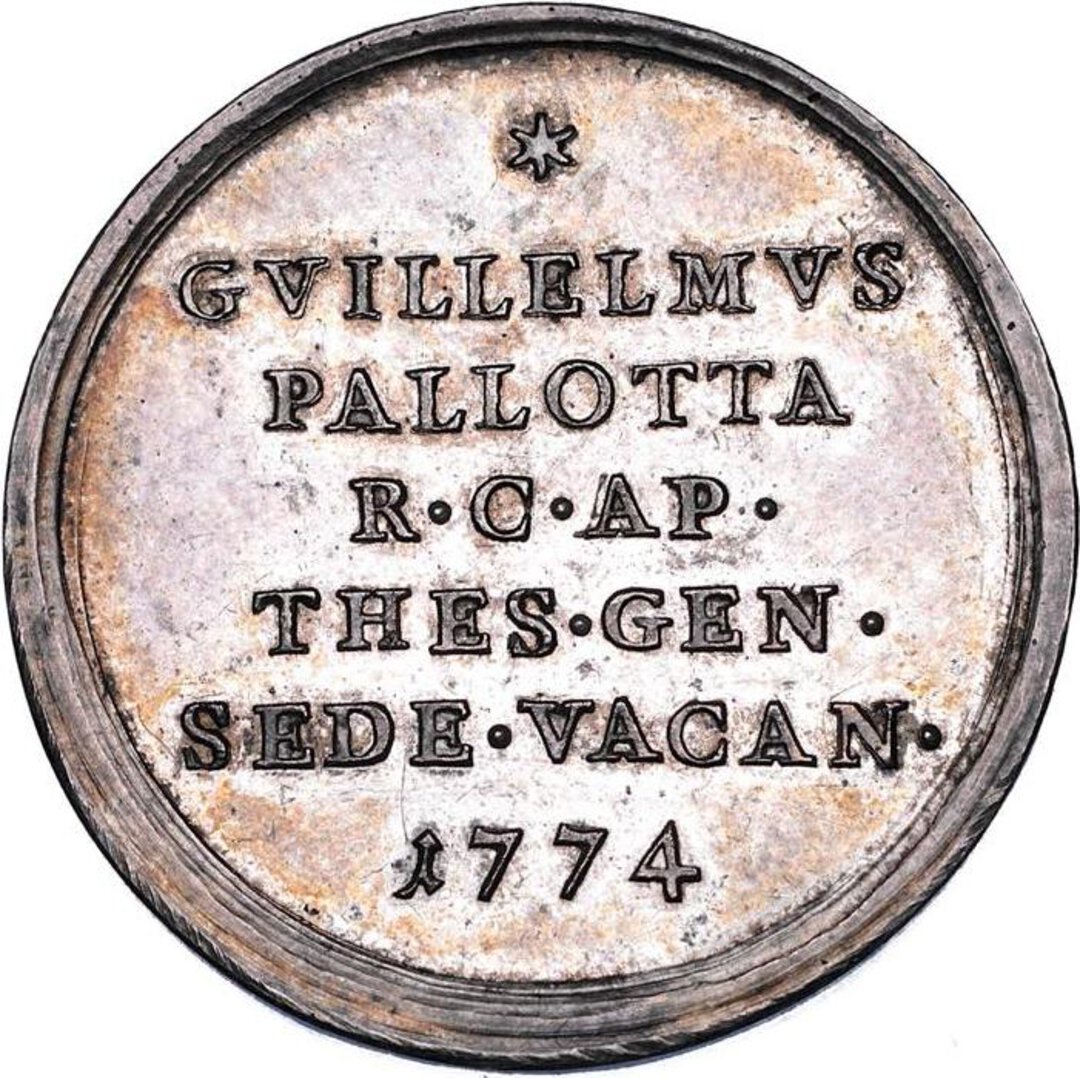 GVILLELMVS
PALLOTTA
R·C·AP·
THES·GEN·
SEDE·VACAN·
1774